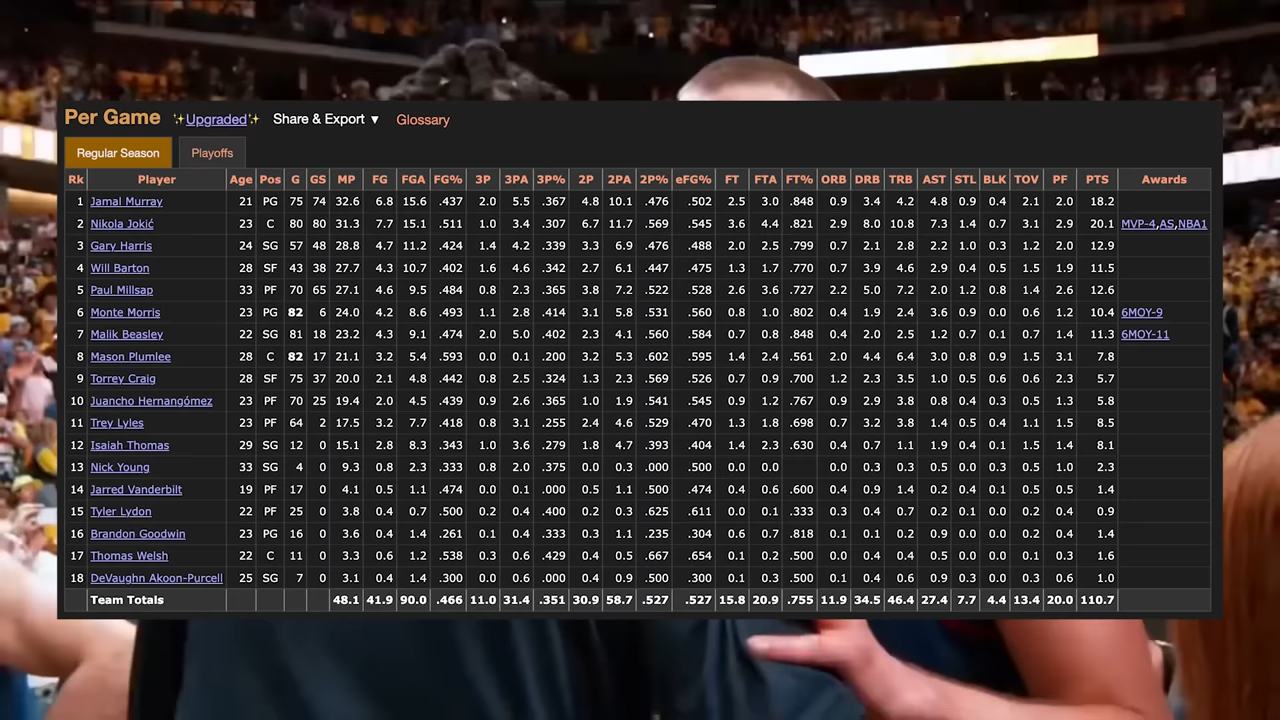 Per Game ✨Upgraded✨ Share & Export ▼ Glossary
Regular Season Playoffs
Rk Player Age Pos G GS MP FG FGA FG% 3P 3PA 3P% 2P 2PA 2P% eFG% FT FTA FT% ORB DRB TRB AST STL BLK TOV PF PTS Awards
1 Jamal Murray 21 PG 75 74 32.6 6.8 15.6 .437 2.0 5.5 .367 4.8 10.1 .476 .502 2.5 3.0 .848 0.9 3.4 4.2 4.8 0.9 0.4 2.1 2.0 18.2
2 Nikola Jokić 23 C 80 80 31.3 7.7 15.1 .511 1.0 3.4 .307 6.7 11.7 .569 .545 3.6 4.4 .821 2.9 8.0 10.8 7.3 1.4 0.7 3.1 2.9 20.1 MVP-4,AS,NBA1
3 Gary Harris 24 SG 57 48 28.8 4.7 11.2 .424 1.4 4.2 .339 3.3 6.9 .476 .488 2.0 2.5 .799 0.7 2.1 2.8 2.2 1.0 0.3 1.2 2.0 12.9
4 Will Barton 28 SF 43 38 27.7 4.3 10.7 .402 1.6 4.6 .342 2.7 6.1 .447 .475 1.3 1.7 .770 0.7 3.9 4.6 2.9 0.4 0.5 1.5 1.9 11.5
5 Paul Millsap 33 PF 70 65 27.1 4.6 9.5 .484 0.8 2.3 .365 3.8 7.2 .522 .528 2.6 3.6 .727 2.2 5.0 7.2 2.0 1.2 0.8 1.4 2.6 12.6
6 Monte Morris 23 PG 82 6 24.0 4.2 8.6 .493 1.1 2.8 .414 3.1 5.8 .531 .560 0.8 1.0 .802 0.4 1.9 2.4 3.6 0.9 0.0 0.6 1.2 10.4 6MOY-9
7 Malik Beasley 22 SG 81 18 23.2 4.3 9.1 .474 2.0 5.0 .402 2.3 4.1 .560 .584 0.7 0.8 .848 0.4 2.0 2.5 1.2 0.7 0.1 0.7 1.4 11.3 6MOY-11
8 Mason Plumlee 28 C 82 17 21.1 3.2 5.4 .593 0.0 0.1 .200 3.2 5.3 .602 .595 1.4 2.4 .561 2.0 4.4 6.4 3.0 0.8 0.9 1.5 3.1 7.8
9 Torrey Craig 28 SF 75 37 20.0 2.1 4.8 .442 0.8 2.5 .324 1.3 2.3 .569 .526 0.7 0.9 .700 1.2 2.3 3.5 1.0 0.5 0.6 0.6 2.3 5.7
10 Juancho Hernangómez 23 PF 70 25 19.4 2.0 4.5 .439 0.9 2.6 .365 1.0 1.9 .541 .545 0.9 1.2 .767 0.9 2.9 3.8 0.8 0.4 0.3 0.5 1.3 5.8
11 Trey Lyles 23 PF 64 2 17.5 3.2 7.7 .418 0.8 3.1 .255 2.4 4.6 .529 .470 1.3 1.8 .698 0.7 3.2 3.8 1.4 0.5 0.4 1.1 1.5 8.5
12 Isaiah Thomas 29 SG 12 0 15.1 2.8 8.3 .343 1.0 3.6 .279 1.8 4.7 .393 .404 1.4 2.3 .630 0.4 0.7 1.1 1.9 0.4 0.1 1.5 1.4 8.1
13 Nick Young 33 SG 4 0 9.3 0.8 2.3 .333 0.8 2.0 .375 0.0 0.3 .000 .500 0.0 0.0 0.0 0.3 0.3 0.5 0.0 0.3 0.5 1.0 2.3
14 Jarred Vanderbilt 19 PF 17 0 4.1 0.5 1.1 .474 0.0 0.1 .000 0.5 1.1 .500 .474 0.4 0.6 .600 0.4 0.9 1.4 0.2 0.4 0.1 0.5 0.5 1.4
15 Tyler Lydon 22 PF 25 0 3.8 0.4 0.7 .500 0.2 0.4 .400 0.2 0.3 .625 .611 0.0 0.1 .333 0.3 0.4 0.7 0.2 0.1 0.0 0.2 0.4 0.9
16 Brandon Goodwin 23 PG 16 0 3.6 0.4 1.4 .261 0.1 0.4 .333 0.3 1.1 .235 .304 0.6 0.7 .818 0.1 0.1 0.2 0.9 0.1 0.0 0.2 0.4 1.4
17 Thomas Welsh 22 C 11 0 3.3 0.6 1.2 .538 0.3 0.6 .429 0.4 0.5 .667 .654 0.1 0.2 .500 0.0 0.4 0.4 0.5 0.0 0.0 0.1 0.3 1.6
18 DeVaughn Akoon-Purcell 25 SG 7 0 3.1 0.4 1.4 .300 0.0 0.6 .000 0.4 0.9 .500 .300 0.1 0.3 .500 0.1 0.4 0.6 0.9 0.3 0.0 0.3 0.6 1.0
Team Totals 48.1 41.9 90.0 .466 11.0 31.4 .351 30.9 58.7 .527 .527 15.8 20.9 .755 11.9 34.5 46.4 27.4 7.7 4.4 13.4 20.0 110.7